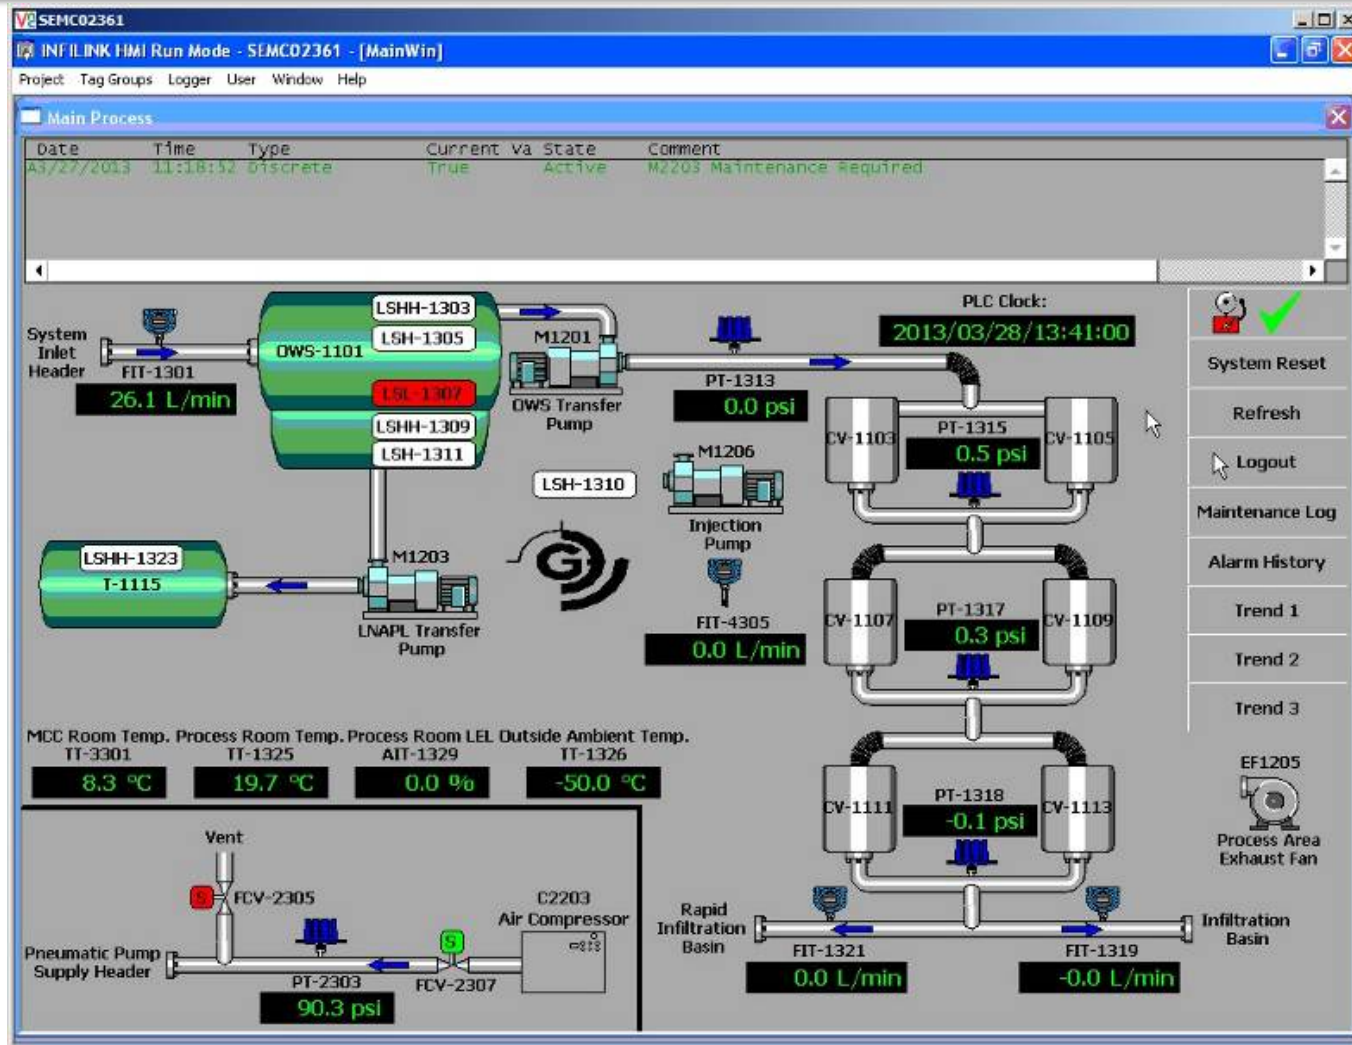 SEMC02361
INFILINK HMI Run Mode - SEMC02361 - [MainWin]
Project Tag Groups Logger User Window Help
Main Process
Date Time Type Current Va State Comment
A3/27/2013 11:18:52 Discrete True Active M2203 Maintenance Required
PLC Clock:
2013/03/28/13:41:00
System Inlet Header
FIT-1301
26.1 L/min
OWS-1101
LSHH-1303
LSH-1305
LSL-1307
LSHH-1309
LSH-1311
M1201
OWS Transfer
Pump
PT-1313
0.0 psi
CV-1103
PT-1315
0.5 psi
CV-1105
System Reset
Refresh
Logout
Maintenance Log
Alarm History
Trend 1
Trend 2
Trend 3
LSH-1310
M1206
Injection
Pump
FIT-4305
0.0 L/min
LSHH-1323
T-1115
M1203
LNAPL Transfer
Pump
G
CV-1107
PT-1317
0.3 psi
CV-1109
MCC Room Temp. Process Room Temp. Process Room LEL Outside Ambient Temp.
TT-3301 TT-1325 AIT-1329 TT-1326
8.3 °C 19.7 °C 0.0 % -50.0 °C
CV-1111
PT-1318
-0.1 psi
CV-1113
EF1205
Process Area
Exhaust Fan
Vent
S
FCV-2305
Pneumatic Pump
Supply Header
PT-2303
90.3 psi
S
FCV-2307
C2203
Air Compressor
Rapid
Infiltration
Basin
FIT-1321
0.0 L/min
FIT-1319
-0.0 L/min
Infiltration
Basin